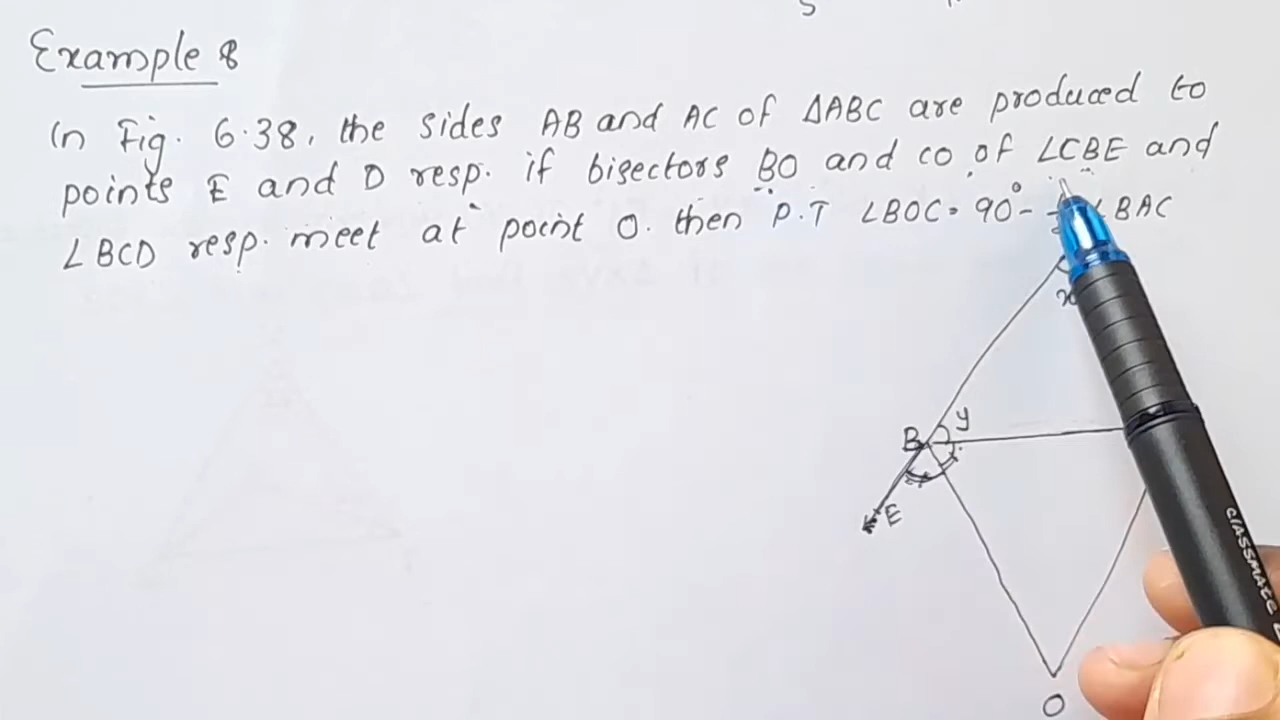 Example 8
In Fig. 6.38, the sides AB and AC of ΔABC are produced to
points E and D resp. if bisectors BO and CO of ∠CBE and
∠BCD resp. meet at point O. then P.T ∠BOC = 90° - ∠BAC
x
y
B
E
O
classmate